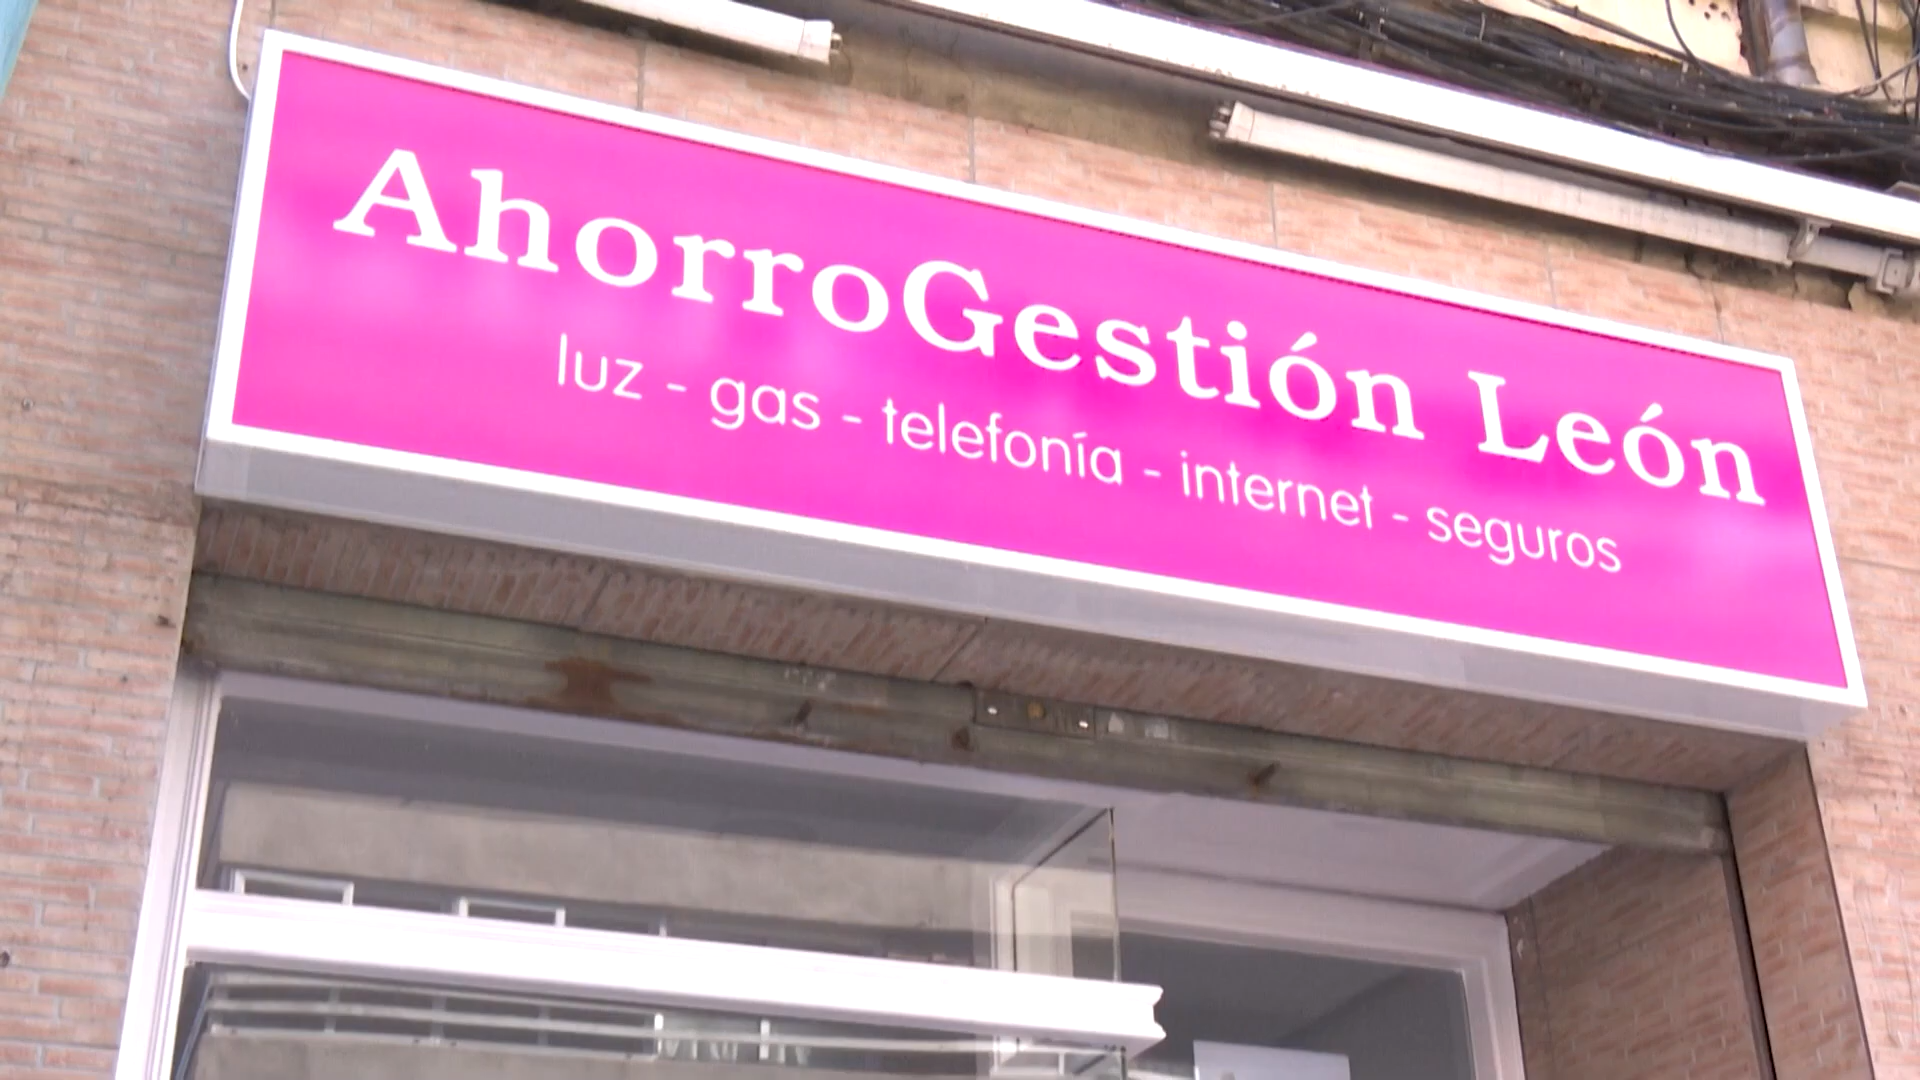 AhorroGestión León
luz - gas - telefonía - internet - seguros